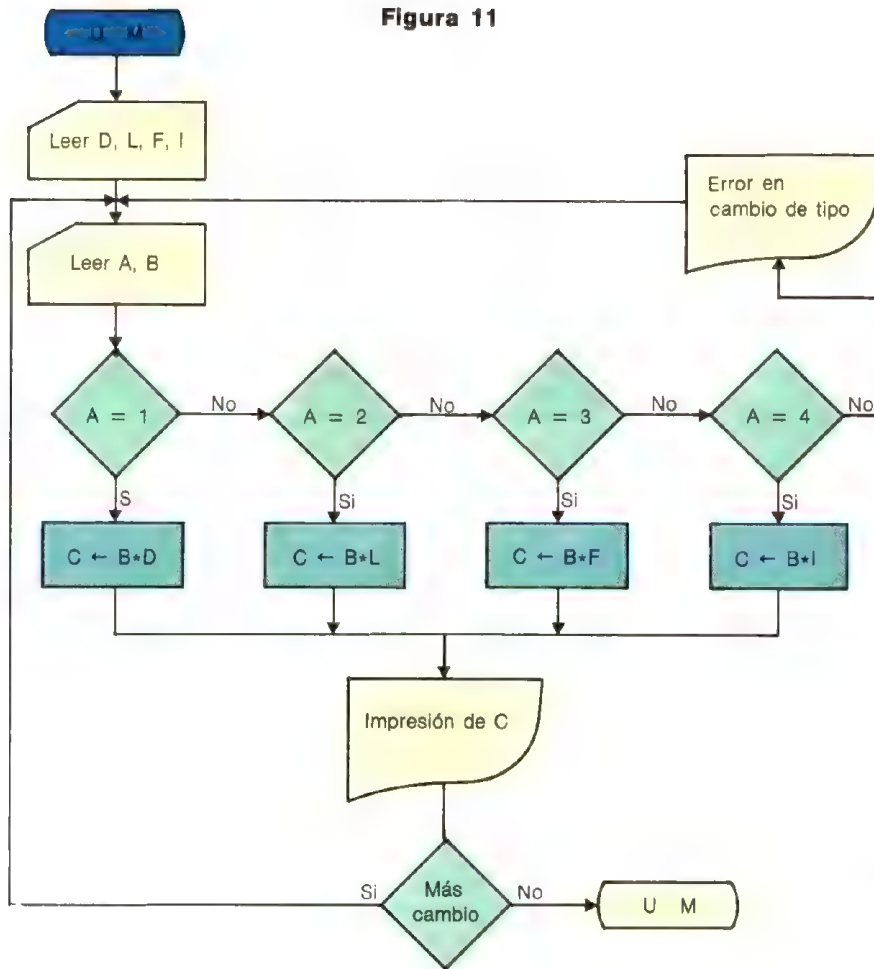 Figura 11
U M
Leer D, L, F, I
Error en
cambio de tipo
Leer A, B
A = 1
No
A = 2
No
A = 3
No
A = 4
No
S
Si
Si
Si
C ← B*D
C ← B*L
C ← B*F
C ← B*I
Impresión de C
Si
Más
cambio
No
U M